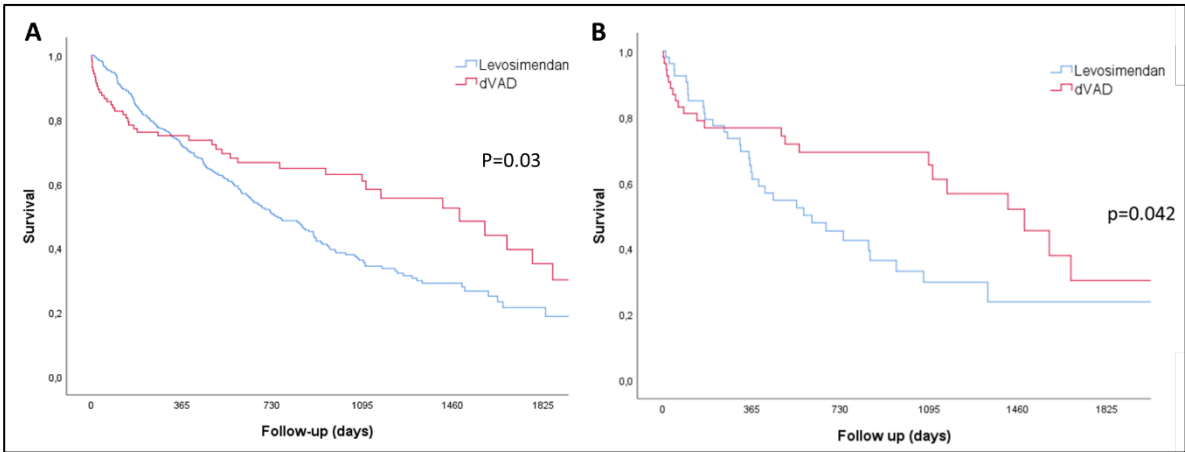 A
Levosimendan
dVAD
P=0.03
Survival
1,0
0,8
0,6
0,4
0,2
0,0
0 365 730 1095 1460 1825
Follow-up (days)
B
Levosimendan
dVAD
p=0.042
Survival
1,0
0,8
0,6
0,4
0,2
0,0
0 365 730 1095 1460 1825
Follow up (days)